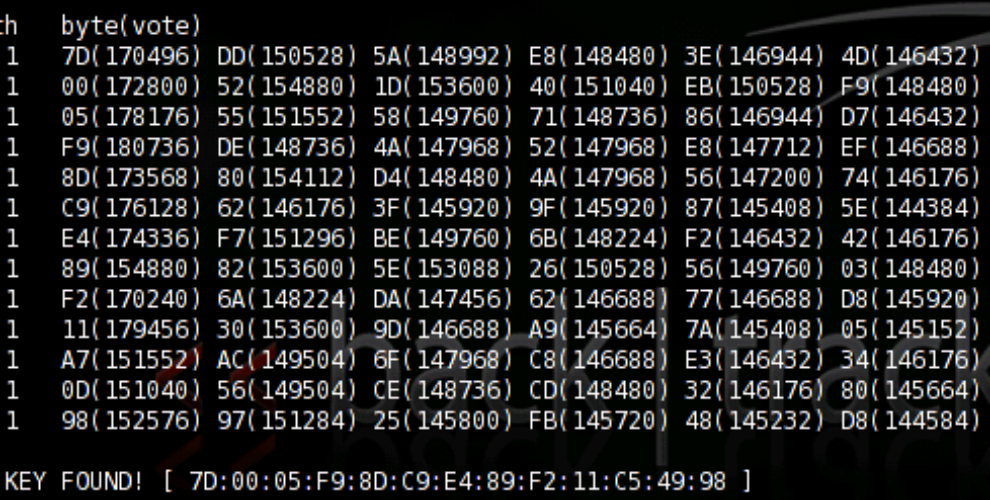 th byte(vote)
1 7D(170496) DD(150528) 5A(148992) E8(148480) 3E(146944) 4D(146432)
1 00(172800) 52(154880) 1D(153600) 40(151040) EB(150528) F9(148480)
1 05(178176) 55(151552) 58(149760) 71(148736) 86(146944) D7(146432)
1 F9(180736) DE(148736) 4A(147968) 52(147968) E8(147712) EF(146688)
1 8D(173568) 80(154112) D4(148480) 4A(147968) 56(147200) 74(146176)
1 C9(176128) 62(146176) 3F(145920) 9F(145920) 87(145408) 5E(144384)
1 E4(174336) F7(151296) BE(149760) 6B(148224) F2(146432) 42(146176)
1 89(154880) 82(153600) 5E(153088) 26(150528) 56(149760) 03(148480)
1 F2(170240) 6A(148224) DA(147456) 62(146688) 77(146688) D8(145920)
1 11(179456) 30(153600) 9D(146688) A9(145664) 7A(145408) 05(145152)
1 A7(151552) AC(149504) 6F(147968) C8(146688) E3(146432) 34(146176)
1 0D(151040) 56(149504) CE(148736) CD(148480) 32(146176) 80(145664)
1 98(152576) 97(151284) 25(145800) FB(145720) 48(145232) D8(144584)
KEY FOUND! [ 7D:00:05:F9:8D:C9:E4:89:F2:11:C5:49:98 ]
<< back | track